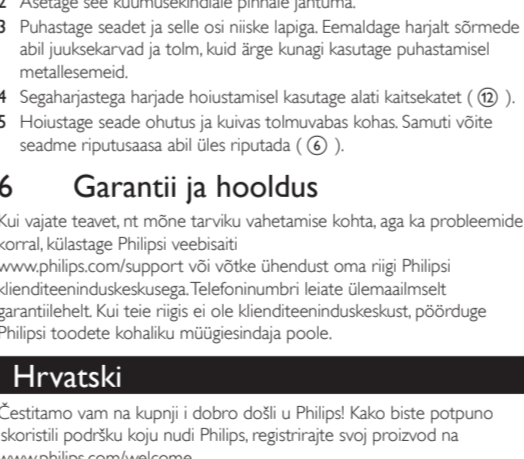 2 Asetage see kuumusekindlale pinnale jahtuma.
3 Puhastage seadet ja selle osi niiske lapiga. Eemaldage harjalt sõrmede
abil juuksekarvad ja tolm, kuid ärge kunagi kasutage puhastamisel
metallesemeid.
4 Segaharjastega harjade hoiustamisel kasutage alati kaitsekatet ( ⑫ ).
5 Hoiustage seade ohutus ja kuivas tolmuvabas kohas. Samuti võite
seadme riputusaasa abil üles riputada ( ⑥ ).
6 Garantii ja hooldus
Kui vajate teavet, nt mõne tarviku vahetamise kohta, aga ka probleemide
korral, külastage Philipsi veebisaiti
www.philips.com/support või võtke ühendust oma riigi Philipsi
klienditeeninduskeskusega. Telefoninumbri leiate ülemaailmselt
garantiilehelt. Kui teie riigis ei ole klienditeeninduskeskust, pöörduge
Philipsi toodete kohaliku müügiesindaja poole.
Hrvatski
Čestitamo vam na kupnji i dobro došli u Philips! Kako biste potpuno
iskoristili podršku koju nudi Philips, registrirajte svoj proizvod na
www.philips.com/welcome.